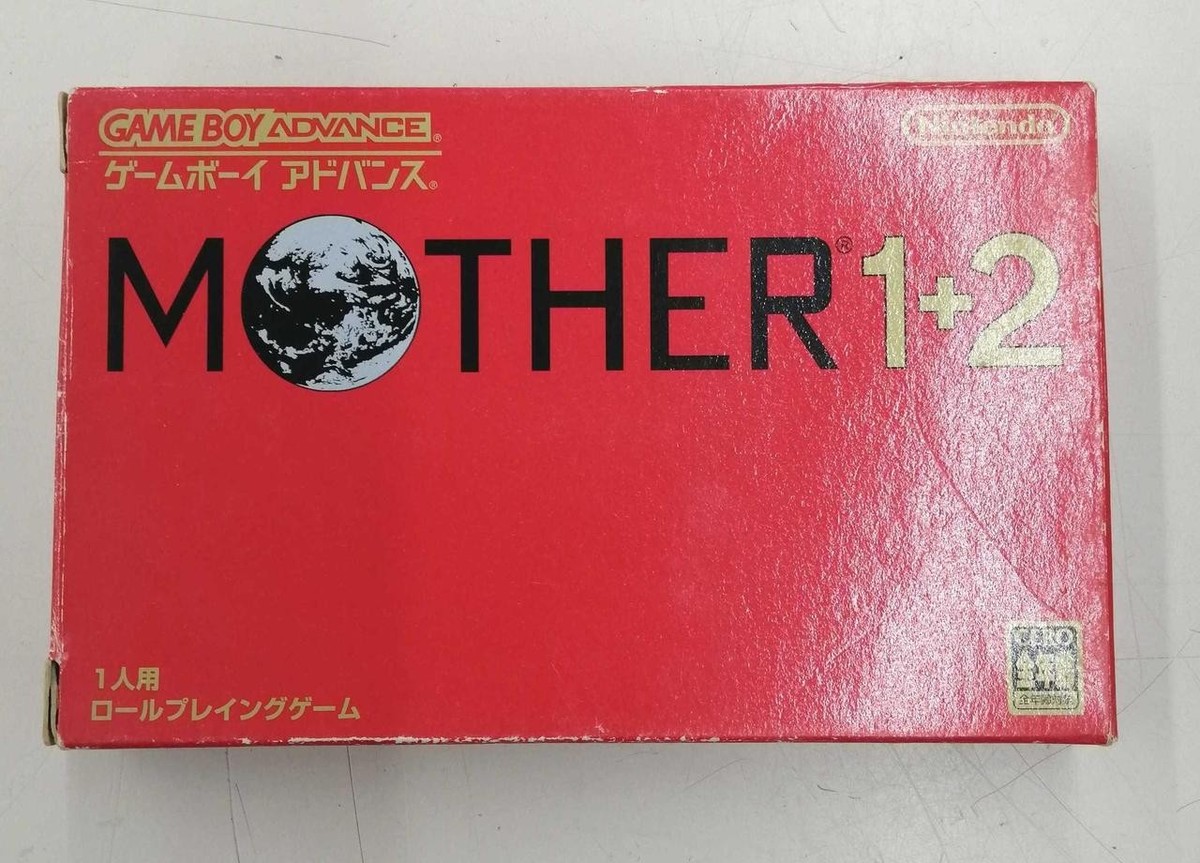 GAME BOY ADVANCE®
Nintendo®
ゲームボーイ アドバンス®
MOTHER®1+2
1人用
ロールプレイングゲーム
CERO
全年齢